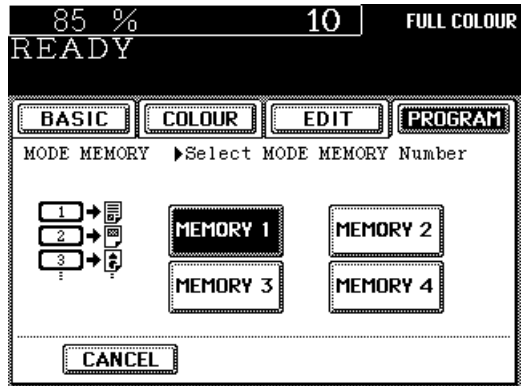 85 % 10 FULL COLOUR
READY
BASIC COLOUR EDIT PROGRAM
MODE MEMORY ▶Select MODE MEMORY Number
1
2
3
MEMORY 1 MEMORY 2
MEMORY 3 MEMORY 4
CANCEL